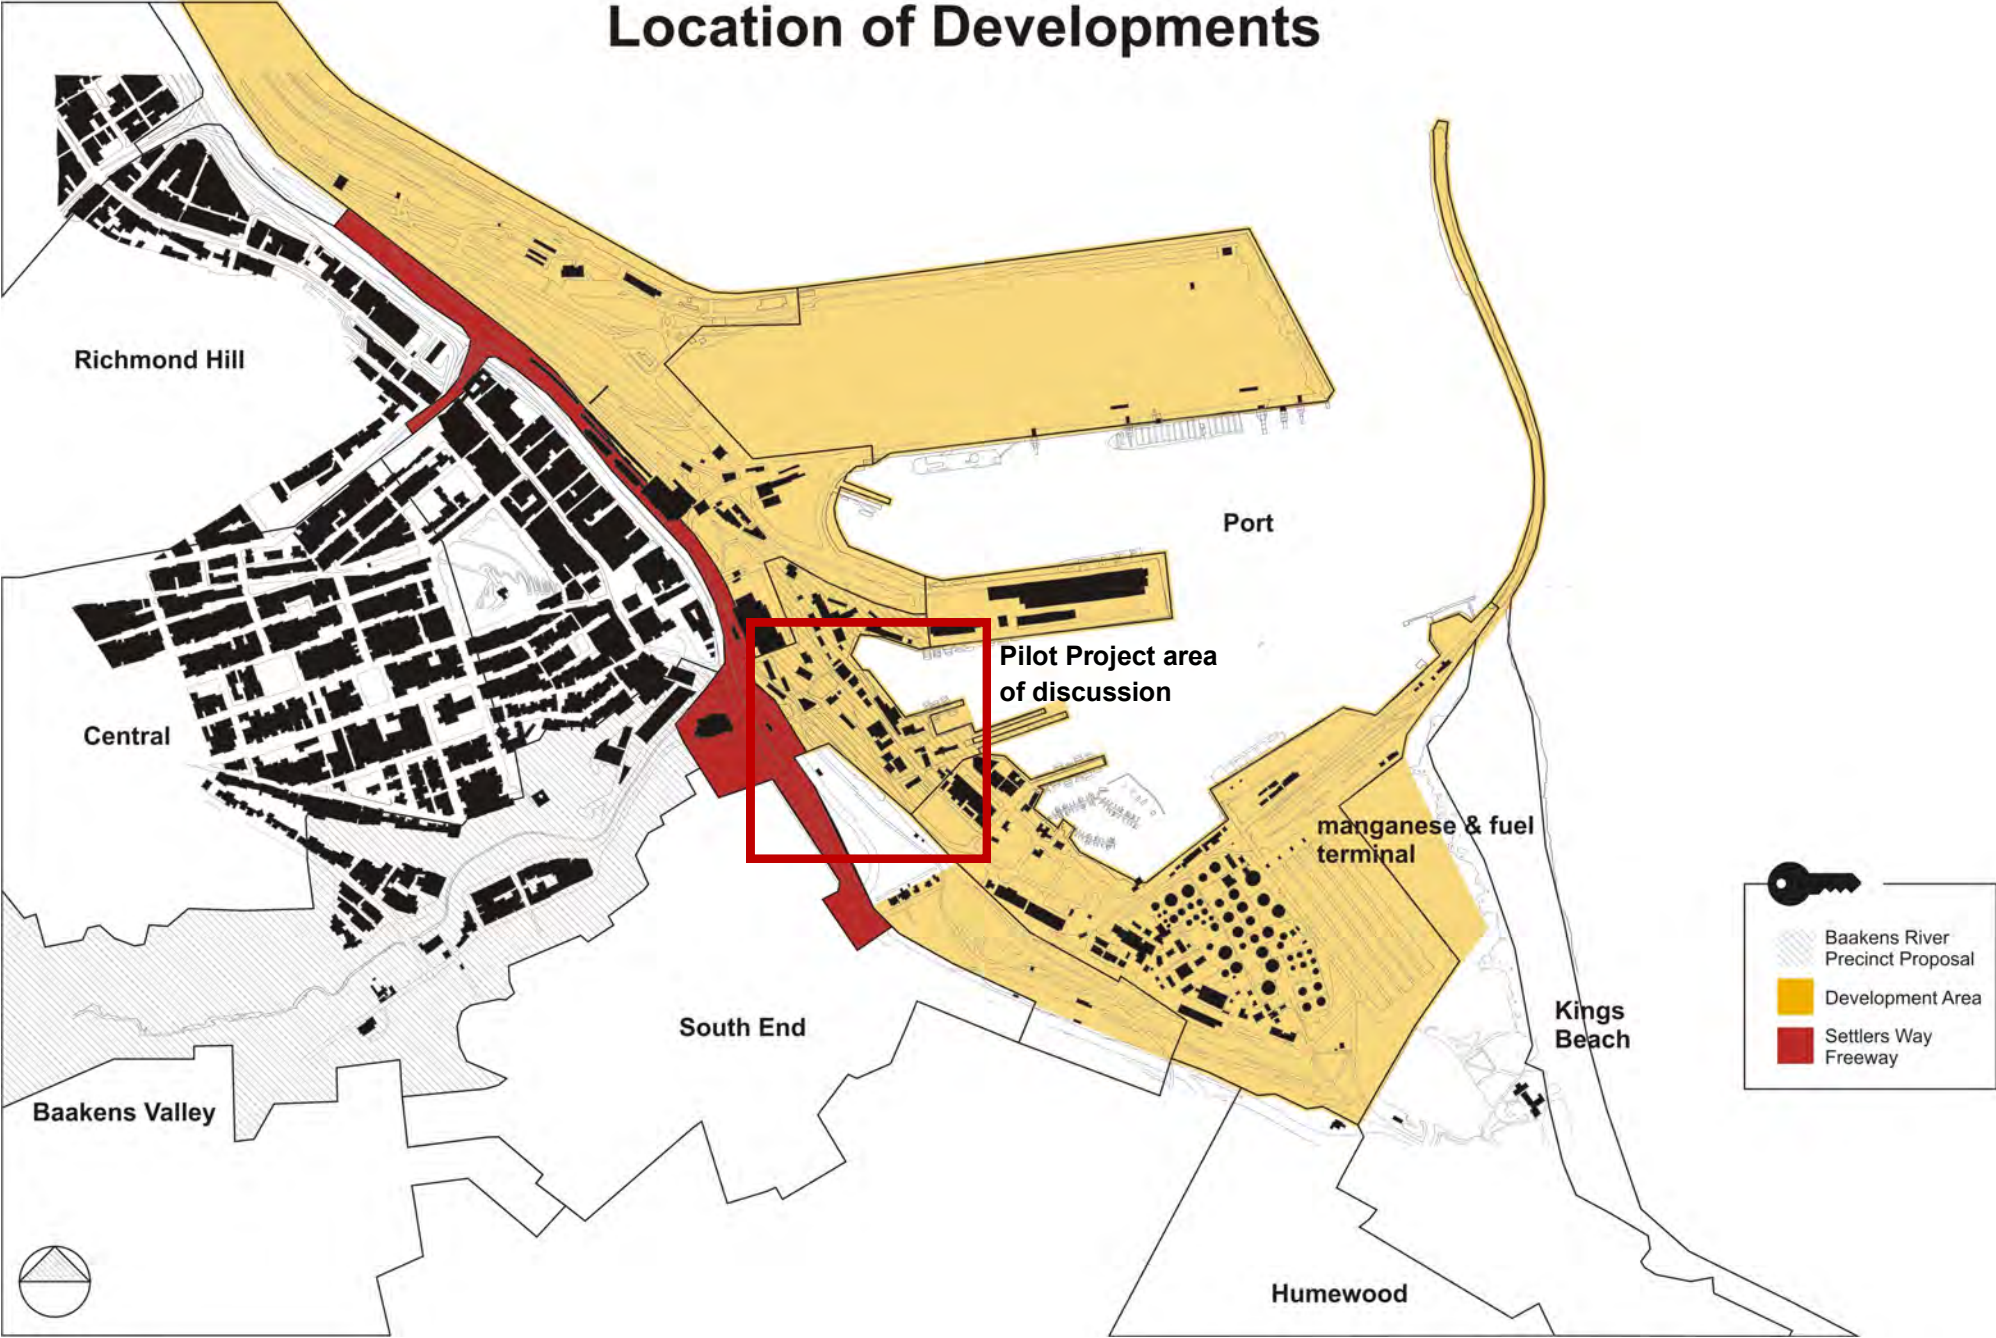 Location of Developments
Richmond Hill
Port
Pilot Project area
of discussion
Central
manganese & fuel
terminal
Baakens River
Precinct Proposal
Development Area
Settlers Way
Freeway
Kings
Beach
South End
Baakens Valley
Humewood